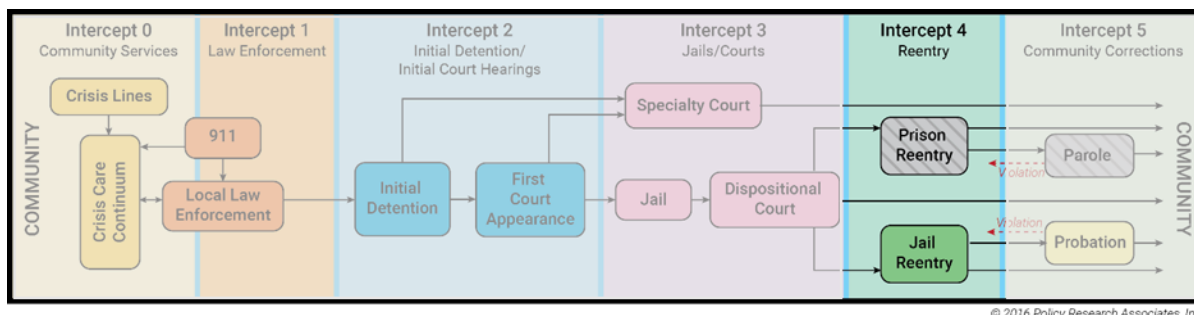 Intercept 0
Community Services
Intercept 1
Law Enforcement
Intercept 2
Initial Detention/
Initial Court Hearings
Intercept 3
Jails/Courts
Intercept 4
Reentry
Intercept 5
Community Corrections
COMMUNITY
Crisis Lines
Crisis Care
Continuum
911
Local Law
Enforcement
Initial
Detention
First
Court
Appearance
Specialty Court
Jail
Dispositional
Court
Prison
Reentry
Violation
Parole
Jail
Reentry
Violation
Probation
COMMUNITY
© 2016 Policy Research Associates, In